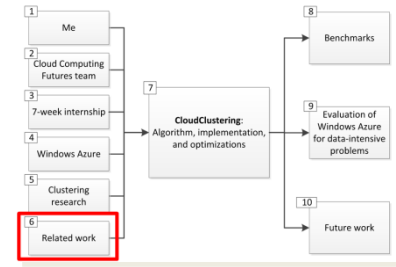 1
Me
2
Cloud Computing
Futures team
3
7-week internship
4
Windows Azure
5
Clustering
research
6
Related work
7
CloudClustering:
Algorithm, implementation,
and optimizations
8
Benchmarks
9
Evaluation of
Windows Azure
for data-intensive
problems
10
Future work